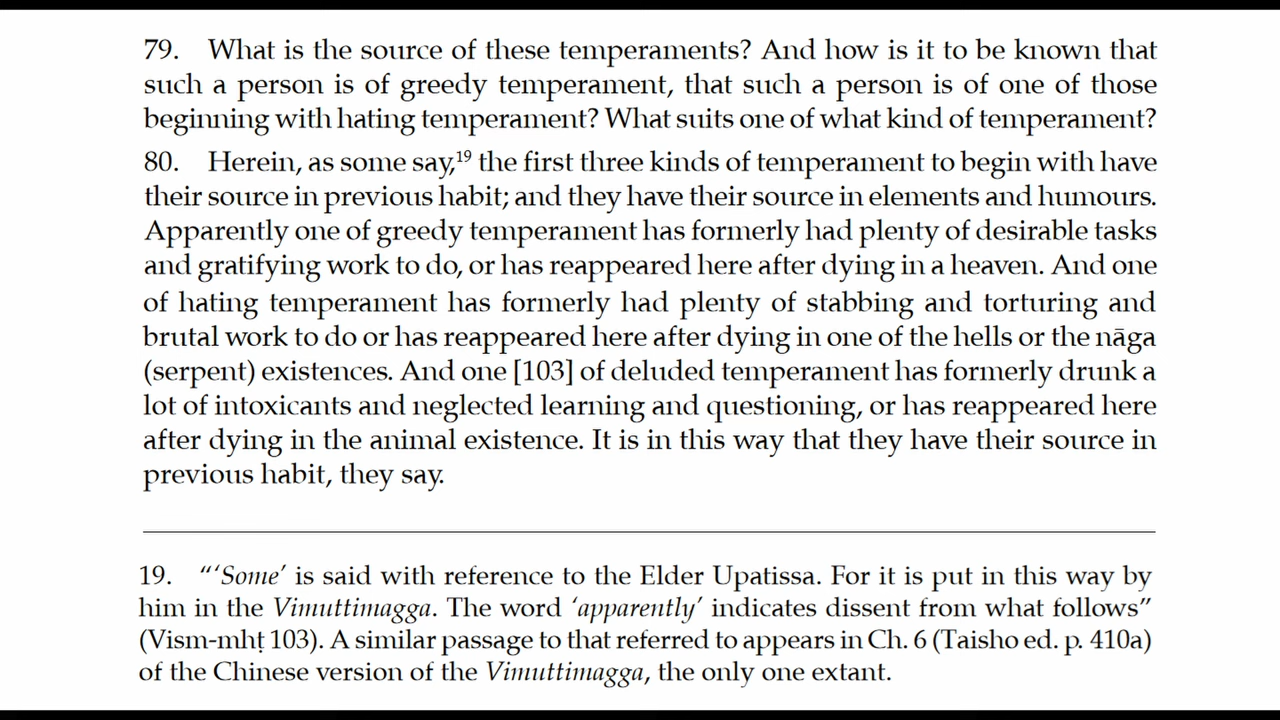 79. What is the source of these temperaments? And how is it to be known that
such a person is of greedy temperament, that such a person is of one of those
beginning with hating temperament? What suits one of what kind of temperament?
80. Herein, as some say,19 the first three kinds of temperament to begin with have
their source in previous habit; and they have their source in elements and humours.
Apparently one of greedy temperament has formerly had plenty of desirable tasks
and gratifying work to do, or has reappeared here after dying in a heaven. And one
of hating temperament has formerly had plenty of stabbing and torturing and
brutal work to do or has reappeared here after dying in one of the hells or the nāga
(serpent) existences. And one [103] of deluded temperament has formerly drunk a
lot of intoxicants and neglected learning and questioning, or has reappeared here
after dying in the animal existence. It is in this way that they have their source in
previous habit, they say.
19. “‘Some’ is said with reference to the Elder Upatissa. For it is put in this way by
him in the Vimuttimagga. The word ‘apparently’ indicates dissent from what follows”
(Vism-mhṭ 103). A similar passage to that referred to appears in Ch. 6 (Taisho ed. p. 410a)
of the Chinese version of the Vimuttimagga, the only one extant.